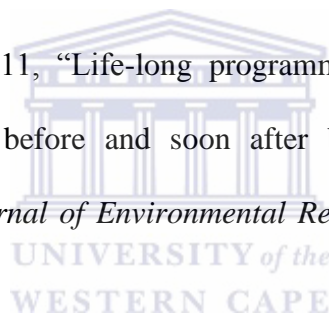 11, “Life-long programm
before and soon after
rnal of Environmental Re
UNIVERSITY of the
WESTERN CAPE